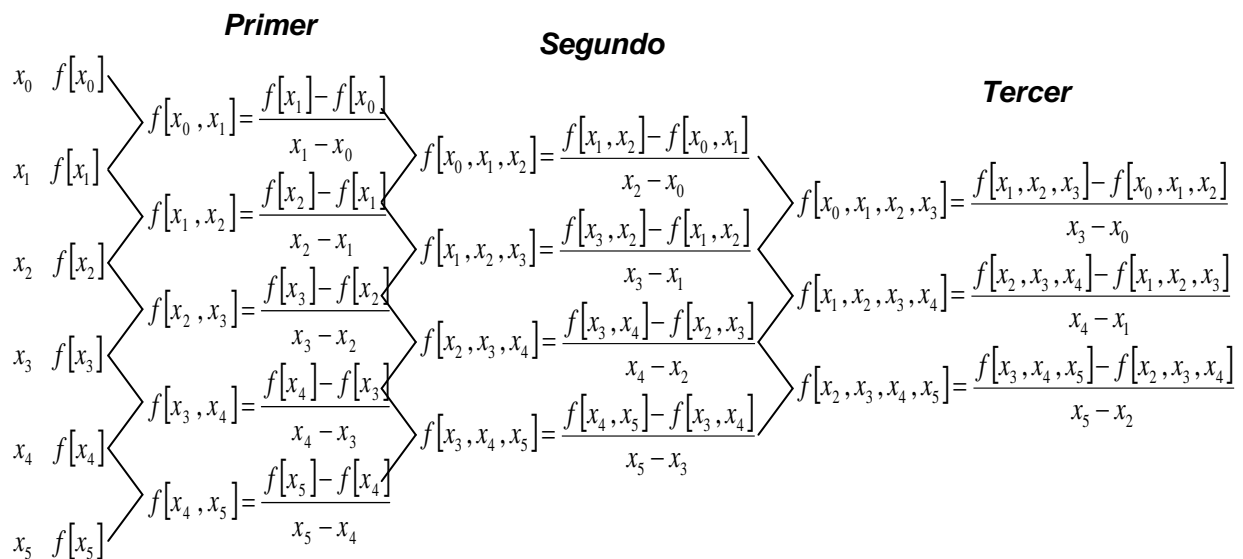 Primer
Segundo
Tercer
x₀ f[x₀]
f[x₀, x₁] = (f[x₁] − f[x₀]) / (x₁ − x₀)
x₁ f[x₁]
f[x₀, x₁, x₂] = (f[x₁, x₂] − f[x₀, x₁]) / (x₂ − x₀)
f[x₁, x₂] = (f[x₂] − f[x₁]) / (x₂ − x₁)
f[x₀, x₁, x₂, x₃] = (f[x₁, x₂, x₃] − f[x₀, x₁, x₂]) / (x₃ − x₀)
x₂ f[x₂]
f[x₁, x₂, x₃] = (f[x₃, x₂] − f[x₁, x₂]) / (x₃ − x₁)
f[x₂, x₃] = (f[x₃] − f[x₂]) / (x₃ − x₂)
f[x₁, x₂, x₃, x₄] = (f[x₂, x₃, x₄] − f[x₁, x₂, x₃]) / (x₄ − x₁)
x₃ f[x₃]
f[x₂, x₃, x₄] = (f[x₃, x₄] − f[x₂, x₃]) / (x₄ − x₂)
f[x₃, x₄] = (f[x₄] − f[x₃]) / (x₄ − x₃)
f[x₂, x₃, x₄, x₅] = (f[x₃, x₄, x₅] − f[x₂, x₃, x₄]) / (x₅ − x₂)
x₄ f[x₄]
f[x₃, x₄, x₅] = (f[x₄, x₅] − f[x₃, x₄]) / (x₅ − x₃)
f[x₄, x₅] = (f[x₅] − f[x₄]) / (x₅ − x₄)
x₅ f[x₅]